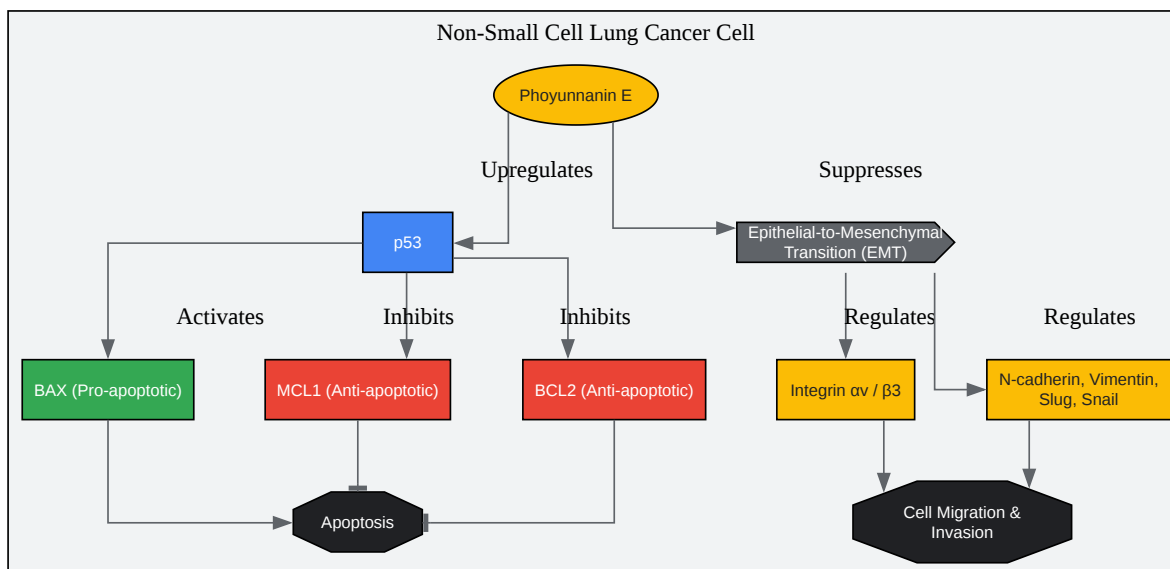 Non-Small Cell Lung Cancer Cell
Phoyunnanin E
Upregulates
Suppresses
p53
Epithelial-to-Mesenchymal
Transition (EMT)
Activates
Inhibits
Inhibits
Regulates
Regulates
BAX (Pro-apoptotic)
MCL1 (Anti-apoptotic)
BCL2 (Anti-apoptotic)
Integrin αv / β3
N-cadherin, Vimentin,
Slug, Snail
Apoptosis
Cell Migration &
Invasion